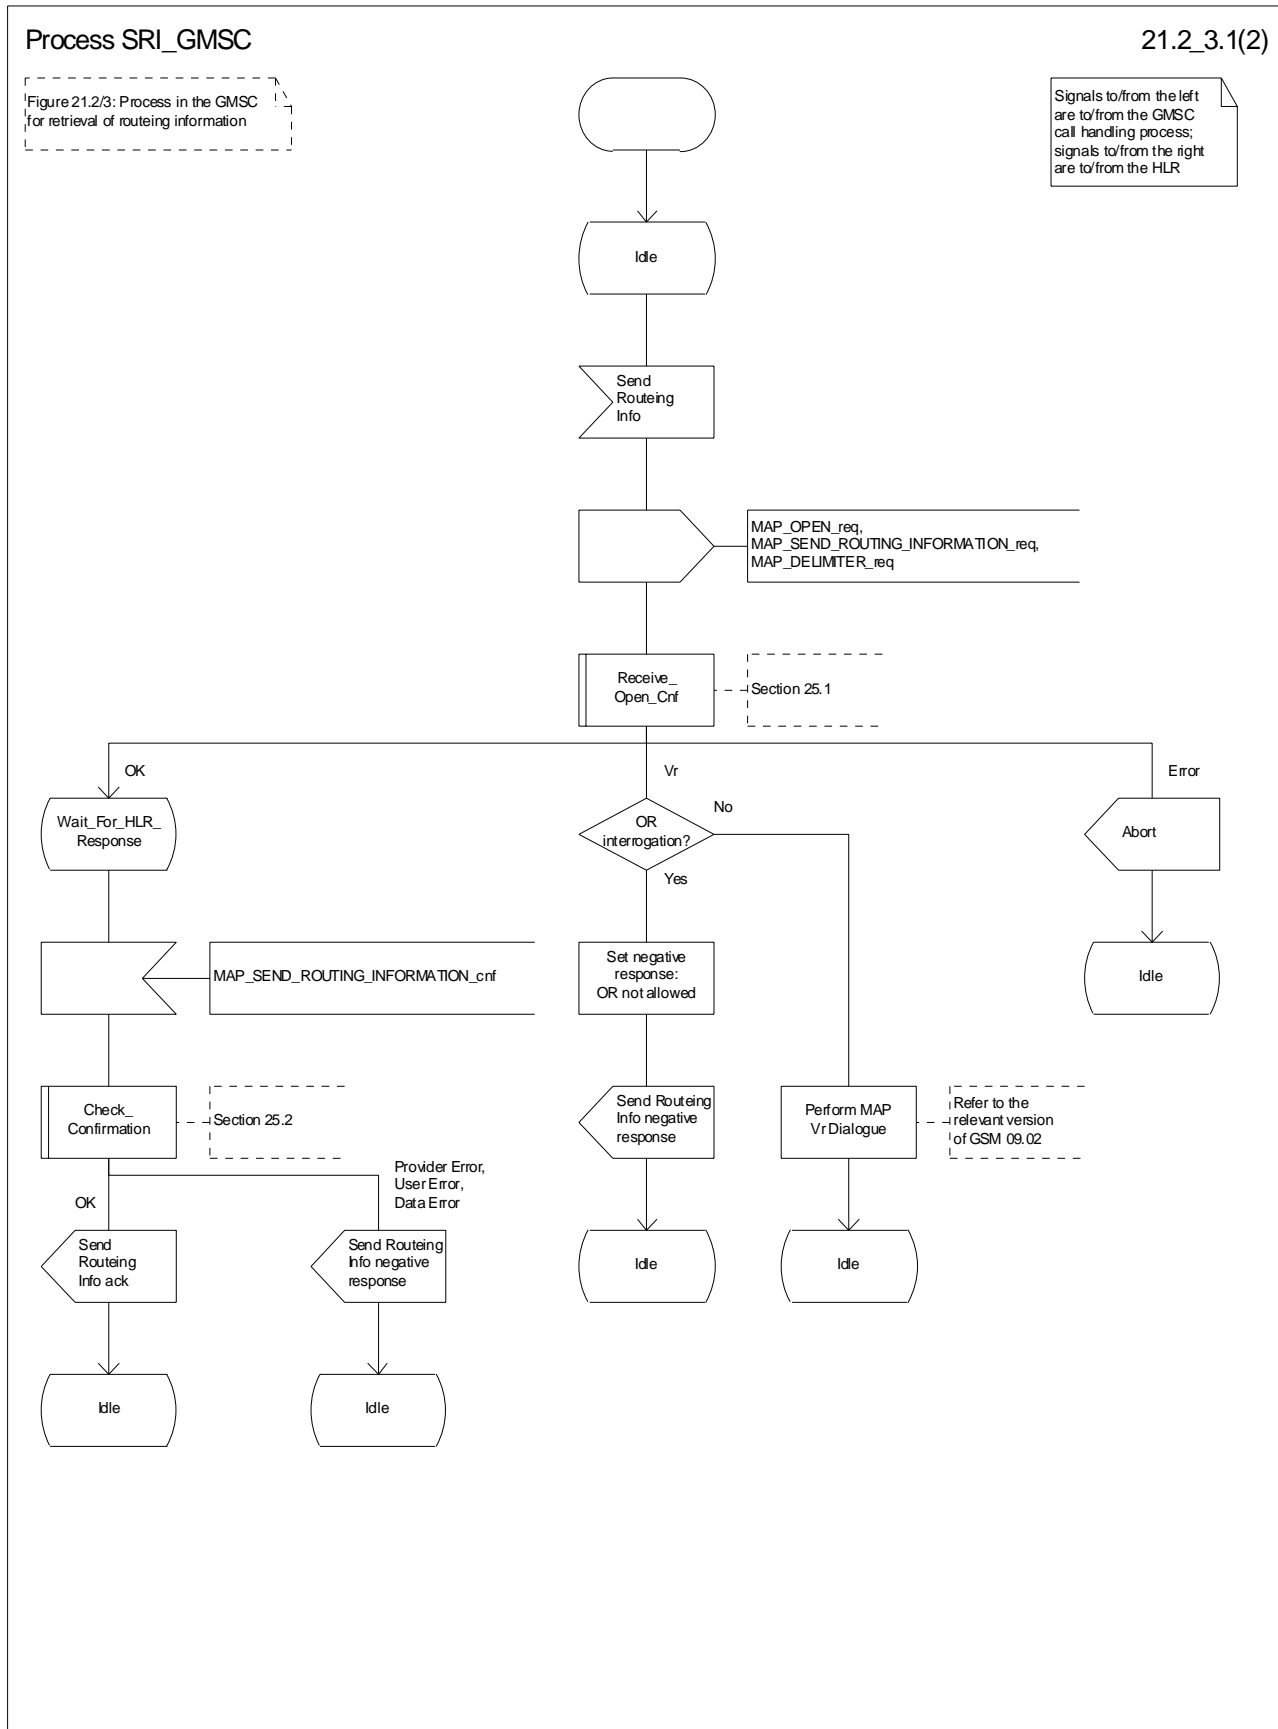 Process SRI_GMSC
21.2_3.1(2)
Figure 21.2/3: Process in the GMSC
for retrieval of routeing information
Signals to/from the left
are to/from the GMSC
call handling process;
signals to/from the right
are to/from the HLR
Idle
Send
Routeing
Info
MAP_OPEN_req,
MAP_SEND_ROUTING_INFORMATION_req,
MAP_DELIMITER_req
Receive_
Open_Cnf
Section 25.1
OK
Vr
Error
Wait_For_HLR_
Response
OR
interrogation?
No
Yes
Abort
MAP_SEND_ROUTING_INFORMATION_cnf
Set negative
response:
OR not allowed
Idle
Check_
Confirmation
Section 25.2
Send Routeing
Info negative
response
Perform MAP
Vr Dialogue
Refer to the
relevant version
of GSM 09.02
OK
Provider Error,
User Error,
Data Error
Send
Routeing
Info ack
Send Routeing
Info negative
response
Idle
Idle
Idle
Idle